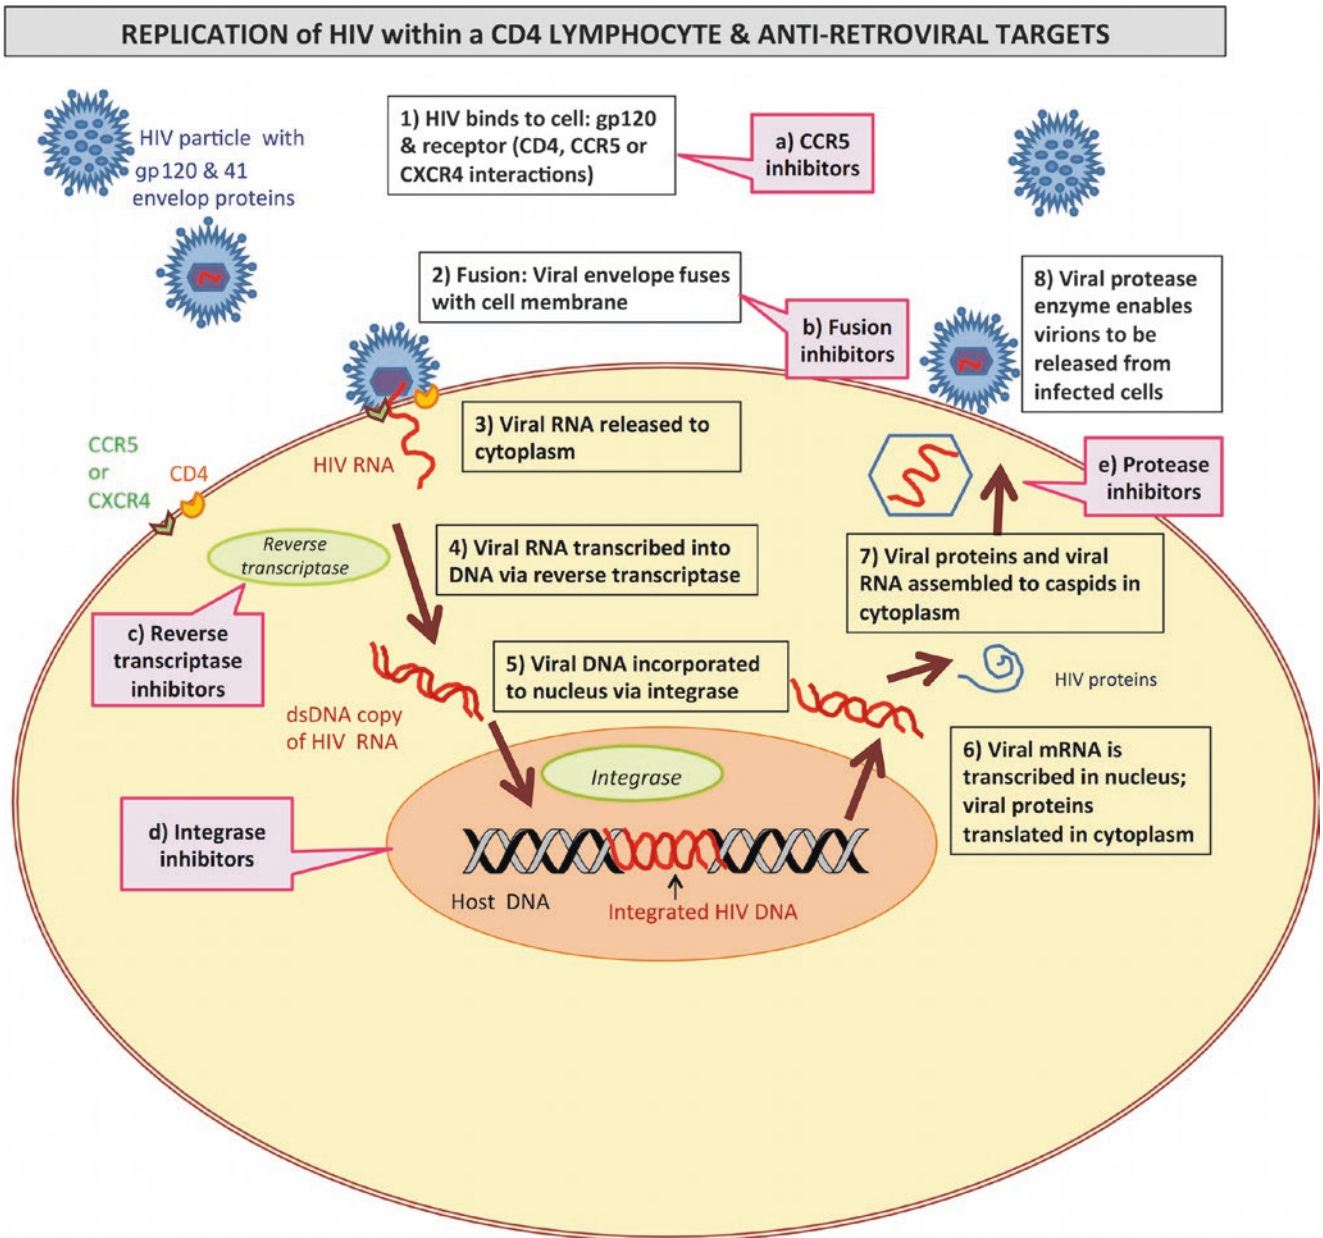 REPLICATION of HIV within a CD4 LYMPHOCYTE & ANTI-RETROVIRAL TARGETS
HIV particle with
gp120 & 41
envelop proteins
1) HIV binds to cell: gp120
& receptor (CD4, CCR5 or
CXCR4 interactions)
a) CCR5
inhibitors
2) Fusion: Viral envelope fuses
with cell membrane
b) Fusion
inhibitors
8) Viral protease
enzyme enables
virions to be
released from
infected cells
3) Viral RNA released to
cytoplasm
HIV RNA
CCR5
or
CXCR4
CD4
e) Protease
inhibitors
Reverse
transcriptase
4) Viral RNA transcribed into
DNA via reverse transcriptase
7) Viral proteins and viral
RNA assembled to caspids in
cytoplasm
c) Reverse
transcriptase
inhibitors
5) Viral DNA incorporated
to nucleus via integrase
HIV proteins
dsDNA copy
of HIV RNA
6) Viral mRNA is
transcribed in nucleus;
viral proteins
translated in cytoplasm
Integrase
d) Integrase
inhibitors
Host DNA
Integrated HIV DNA